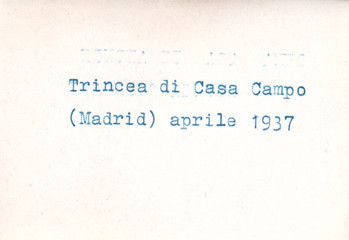 Trincea di Casa Campo
(Madrid) aprile 1937